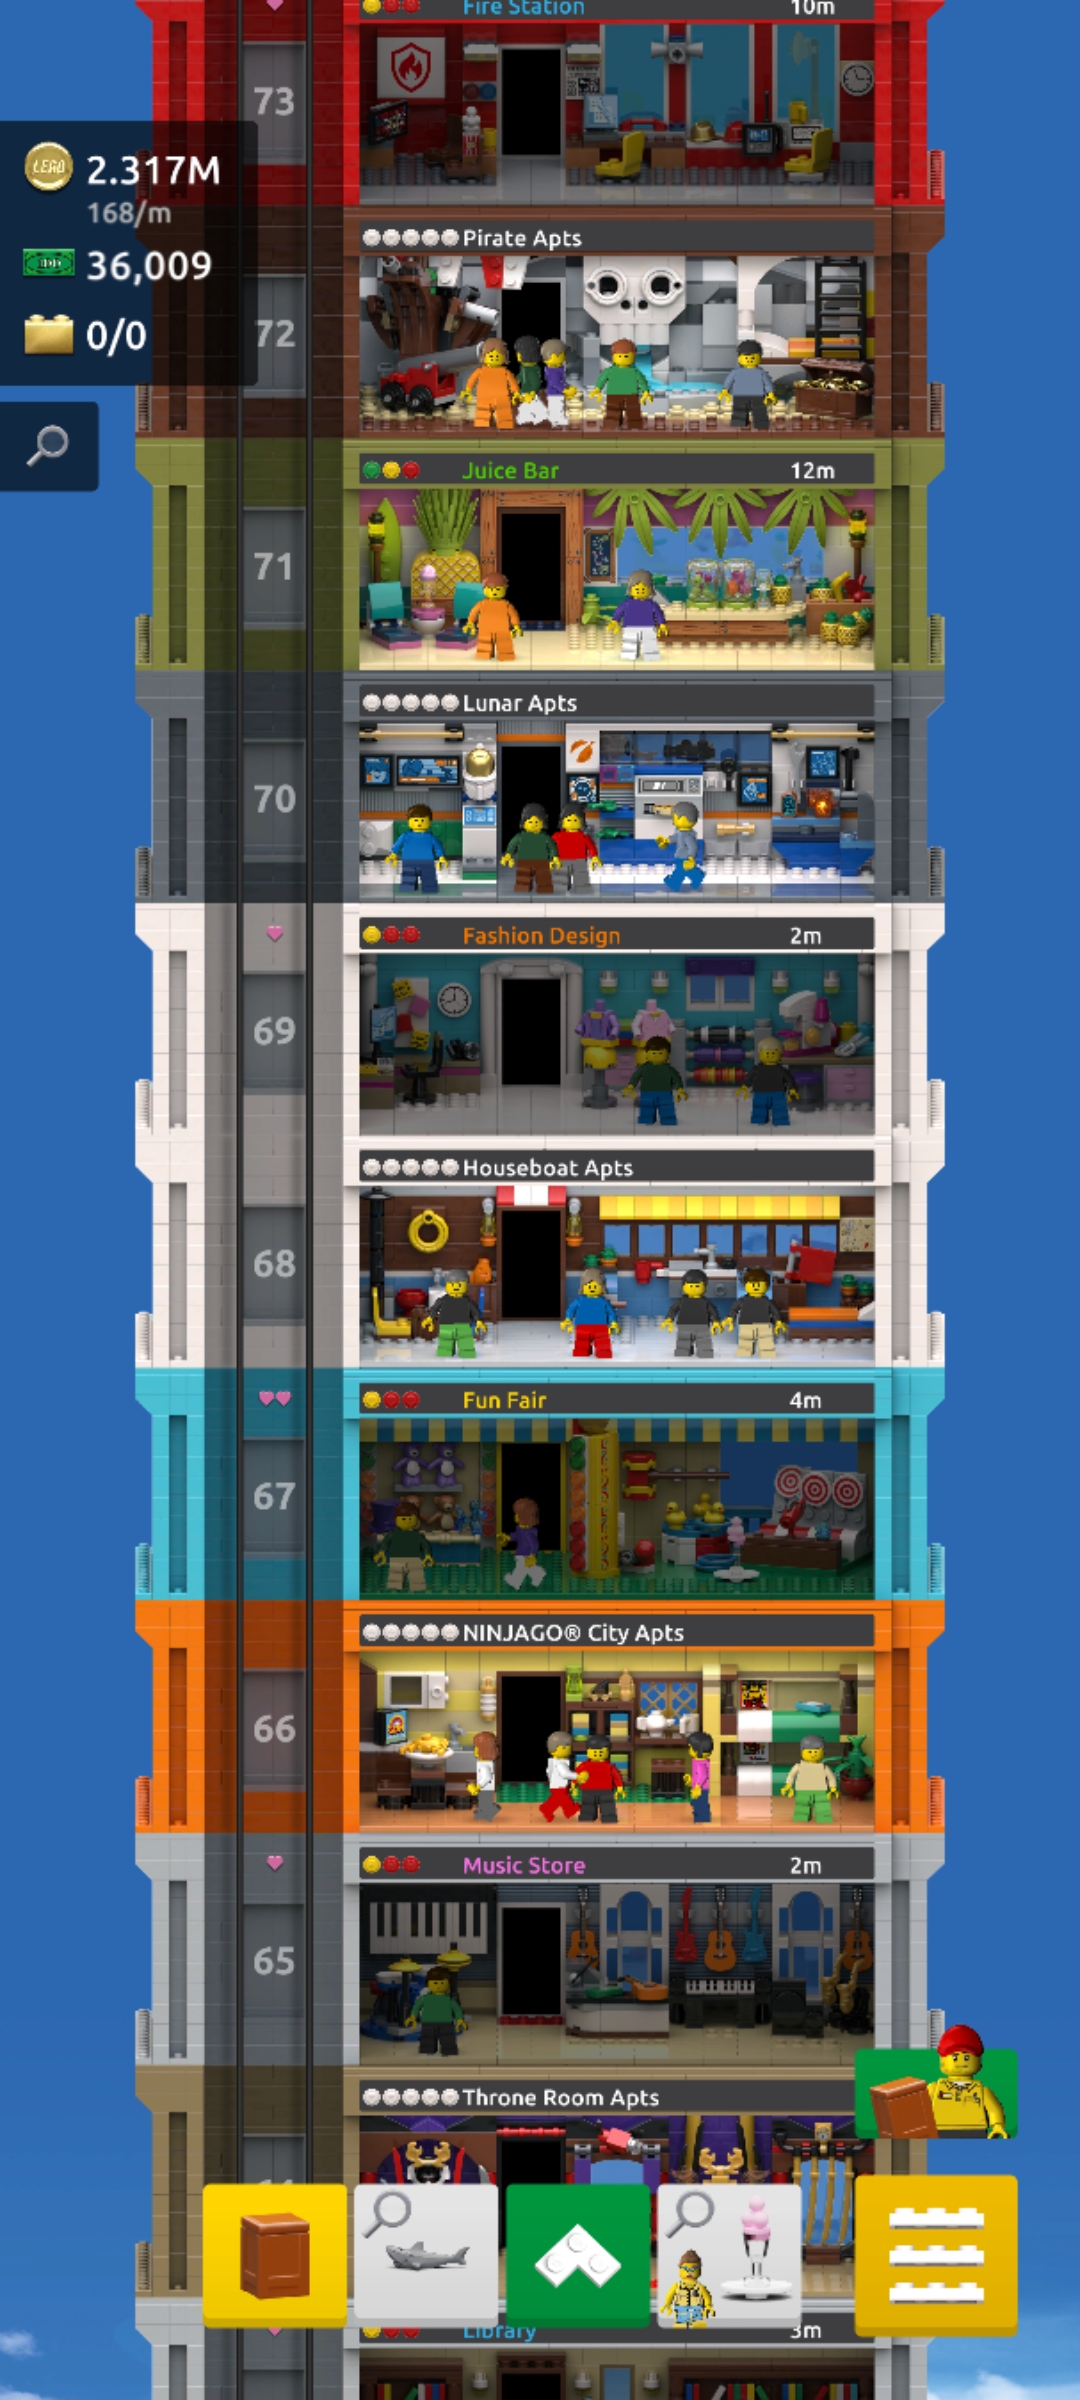 Fire Station 10m
73
LEGO 2.317M
168/m
36,009
0/0
Pirate Apts
72
Juice Bar 12m
71
Lunar Apts
70
Fashion Design 2m
69
Houseboat Apts
68
Fun Fair 4m
67
NINJAGO® City Apts
66
Music Store 2m
65
Throne Room Apts
Library 3m